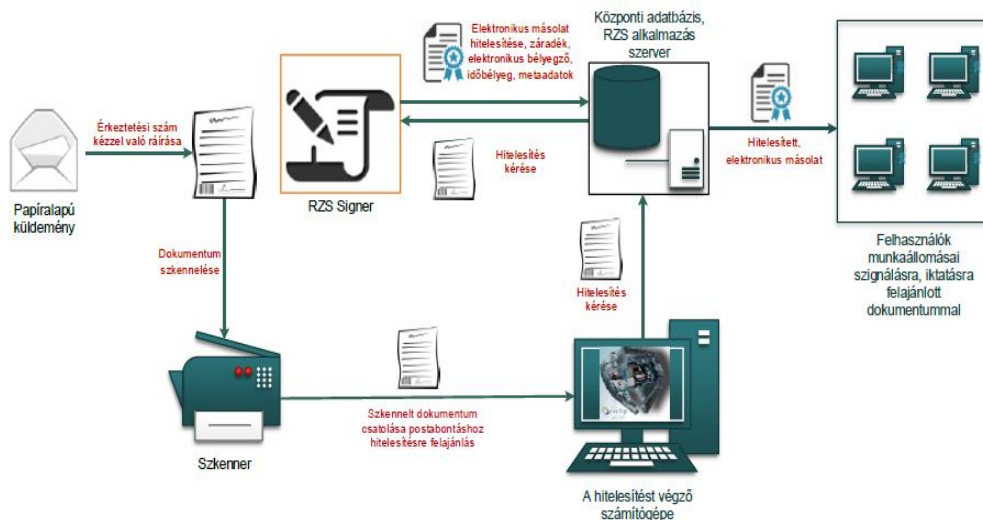 Elektronikus másolat
hitelesítése, záradék,
elektronikus bélyegző,
időbélyeg, metaadatok
Központi adatbázis,
RZS alkalmazás
szerver
Érkeztetési szám
kézzel való ráírása
Hitelesítés
kérése
Hitelesített,
elektronikus másolat
Papíralapú
küldemény
RZS Signer
Dokumentum
szkennelése
Hitelesítés
kérése
Felhasználók
munkaállomásai
szignálásra, iktatásra
felajánlott
dokumentummal
Szkennelt dokumentum
csatolása postabontáshoz
hitelesítésre felajánlás
Szkenner
A hitelesítést végző
számítógépe